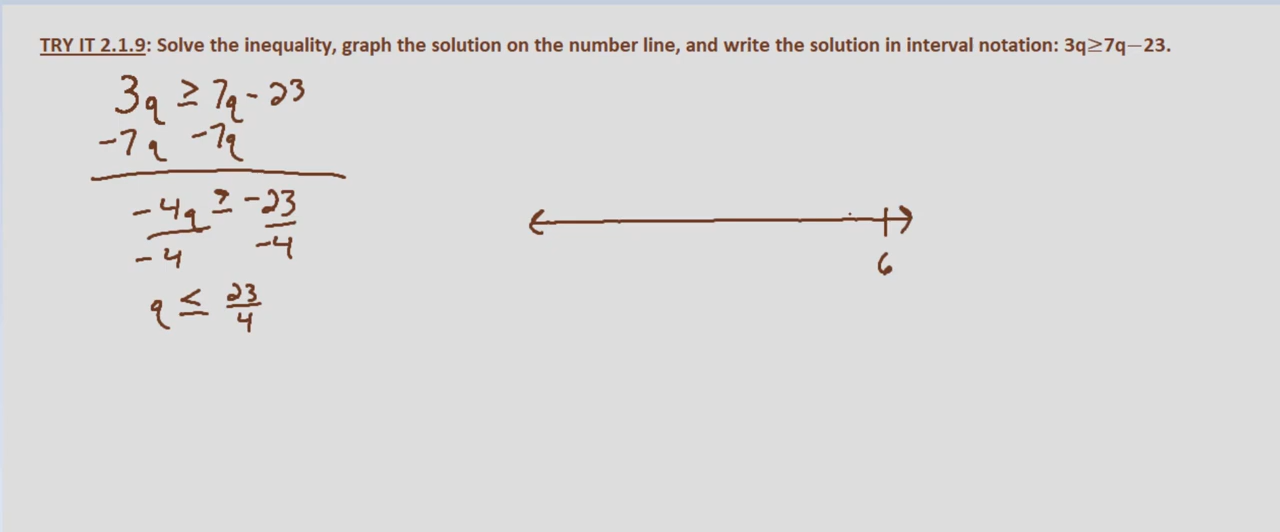 TRY IT 2.1.9: Solve the inequality, graph the solution on the number line, and write the solution in interval notation: 3q≥7q−23.
3q ≥ 7q - 23
-7q -7q
-4q ≥ -23
-4 -4
q ≤ 23/4
6